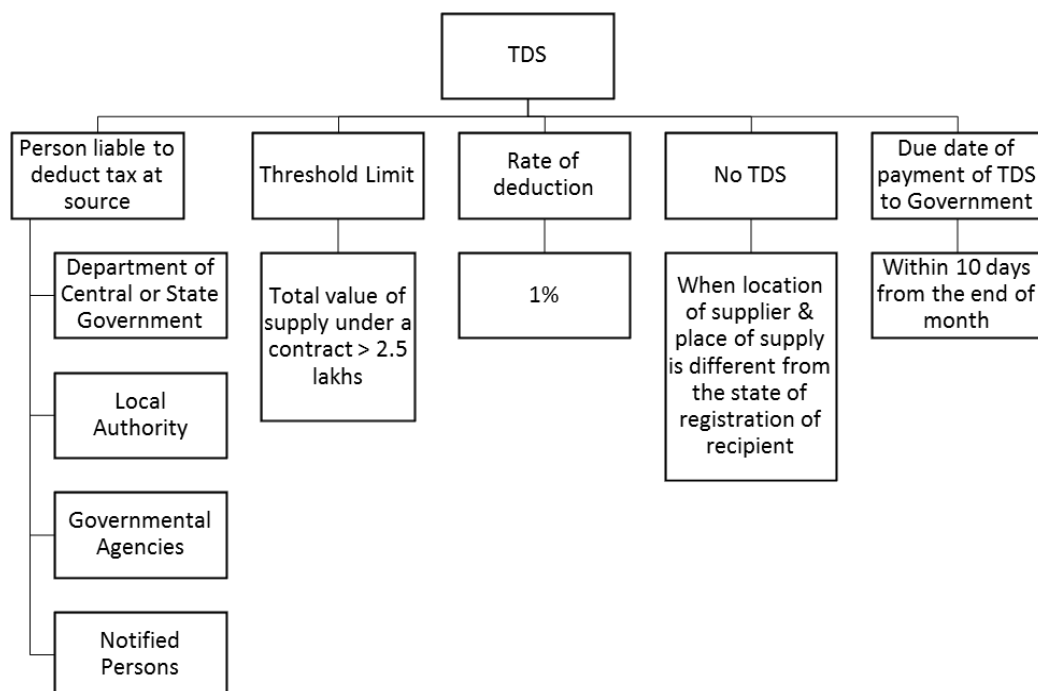 TDS
Person liable to
deduct tax at
source
Threshold Limit
Rate of
deduction
No TDS
Due date of
payment of TDS
to Government
Department of
Central or State
Government
Local
Authority
Governmental
Agencies
Notified
Persons
Total value of
supply under a
contract > 2.5
lakhs
1%
When location
of supplier &
place of supply
is different from
the state of
registration of
recipient
Within 10 days
from the end of
month